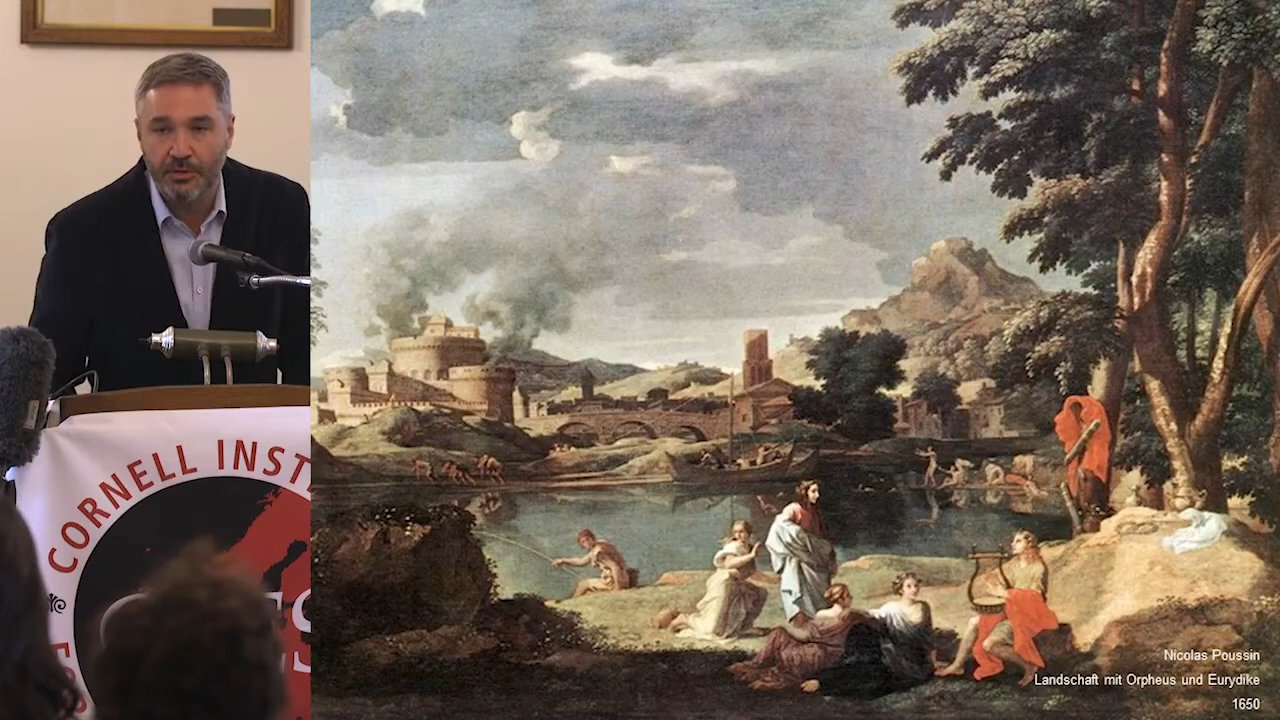 CORNELL INST
Nicolas Poussin
Landschaft mit Orpheus und Eurydike
1650